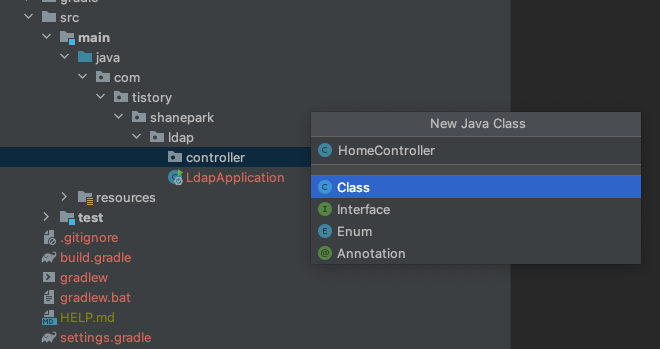 gradle
src
main
java
com
tistory
shanepark
ldap
controller
LdapApplication
resources
test
.gitignore
build.gradle
gradlew
gradlew.bat
HELP.md
settings.gradle
New Java Class
C HomeController
C Class
I Interface
E Enum
@ Annotation